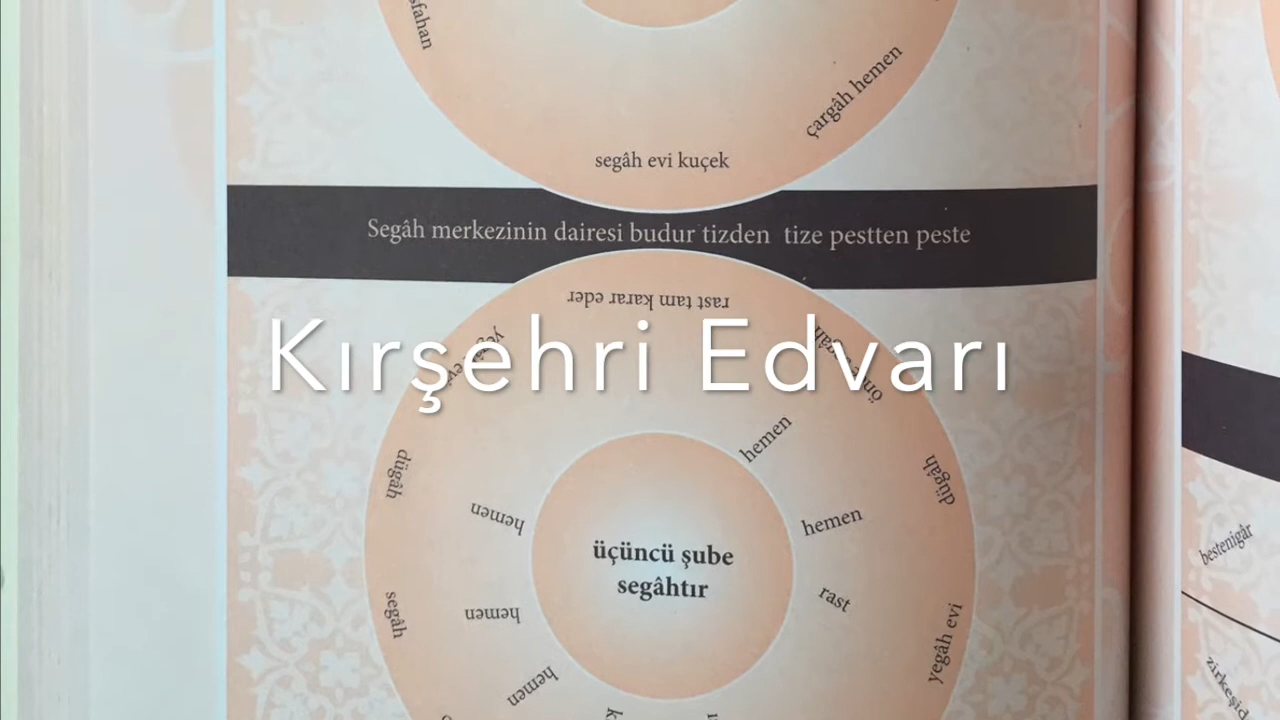 çargâh hemen
segâh evi kuçek
Segâh merkezinin dairesi budur tizden tize pestten peste
rast tam karar eder
Kırşehri Edvarı
hemen
dügâh
dügâh
hemen
hemen
üçüncü şube
segâhtır
rast
segâh
hemen
yegâh evi
hemen
bestenigâr
zirkeşid